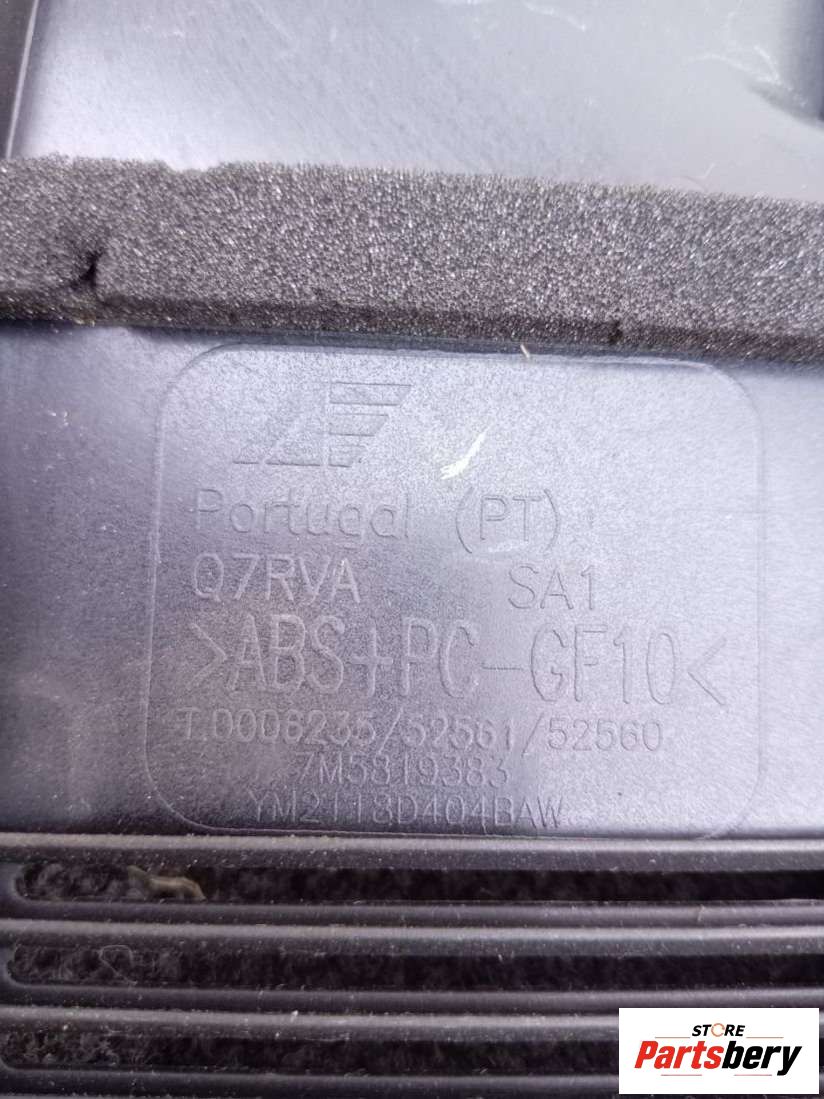 Portugal (PT)
Q7RVA SA1
>ABS+PC-GF10<
T.0006235/52561/52560
7M5819383
YM2118D404BAW
STORE
Partsbery